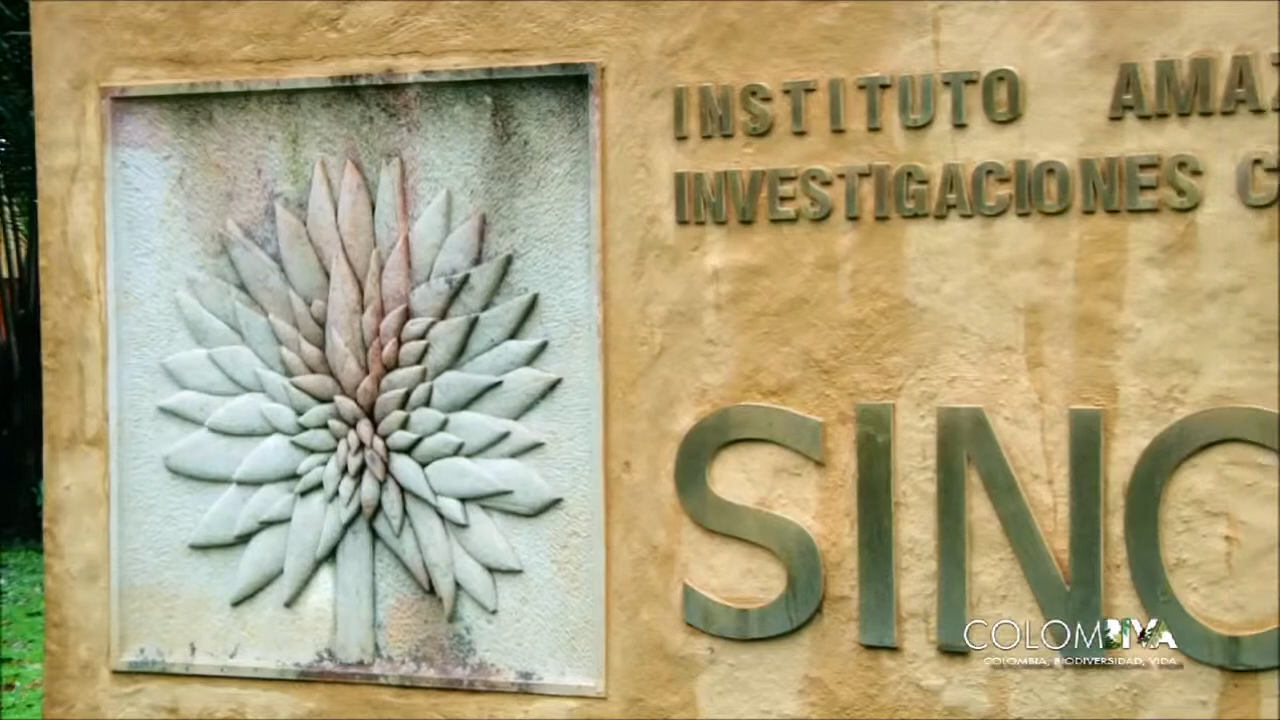 INSTITUTO AMAZ
INVESTIGACIONES C
SINC
COLOMBIVA
COLOMBIA, BIODIVERSIDAD, VIDA